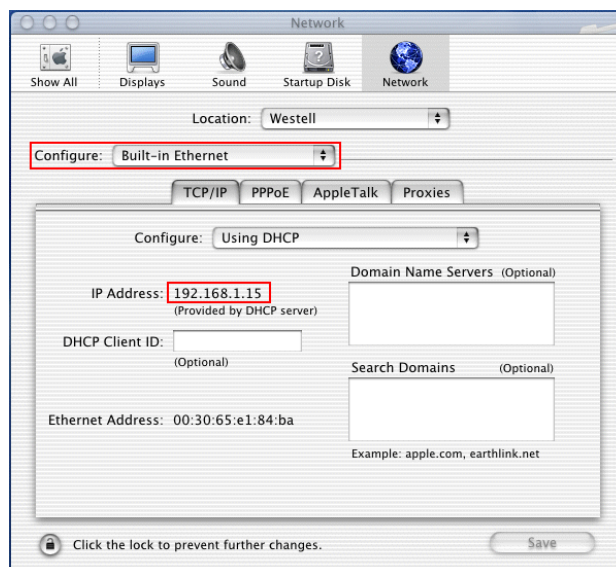 Network
Show All
Displays
Sound
Startup Disk
Network
Location: Westell
Configure: Built-in Ethernet
TCP/IP
PPPoE
AppleTalk
Proxies
Configure: Using DHCP
Domain Name Servers (Optional)
IP Address: 192.168.1.15
(Provided by DHCP server)
DHCP Client ID:
(Optional)
Search Domains (Optional)
Ethernet Address: 00:30:65:e1:84:ba
Example: apple.com, earthlink.net
Click the lock to prevent further changes.
Save